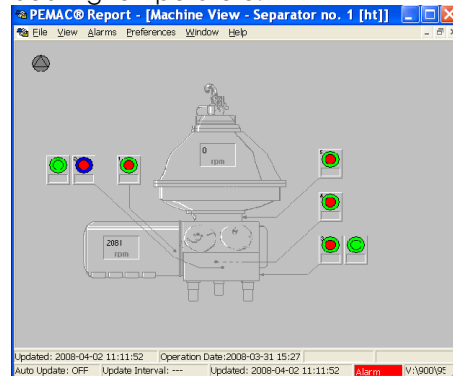 PEMAC® Report - [Machine View - Separator no. 1 [ht]]
File View Alarms Preferences Window Help
0
rpm
2081
rpm
Updated: 2008-04-02 11:11:52 Operation Date:2008-03-31 15:27
Auto Update: OFF Update Interval: --- Updated: 2008-04-02 11:11:52 Alarm V:\900\95